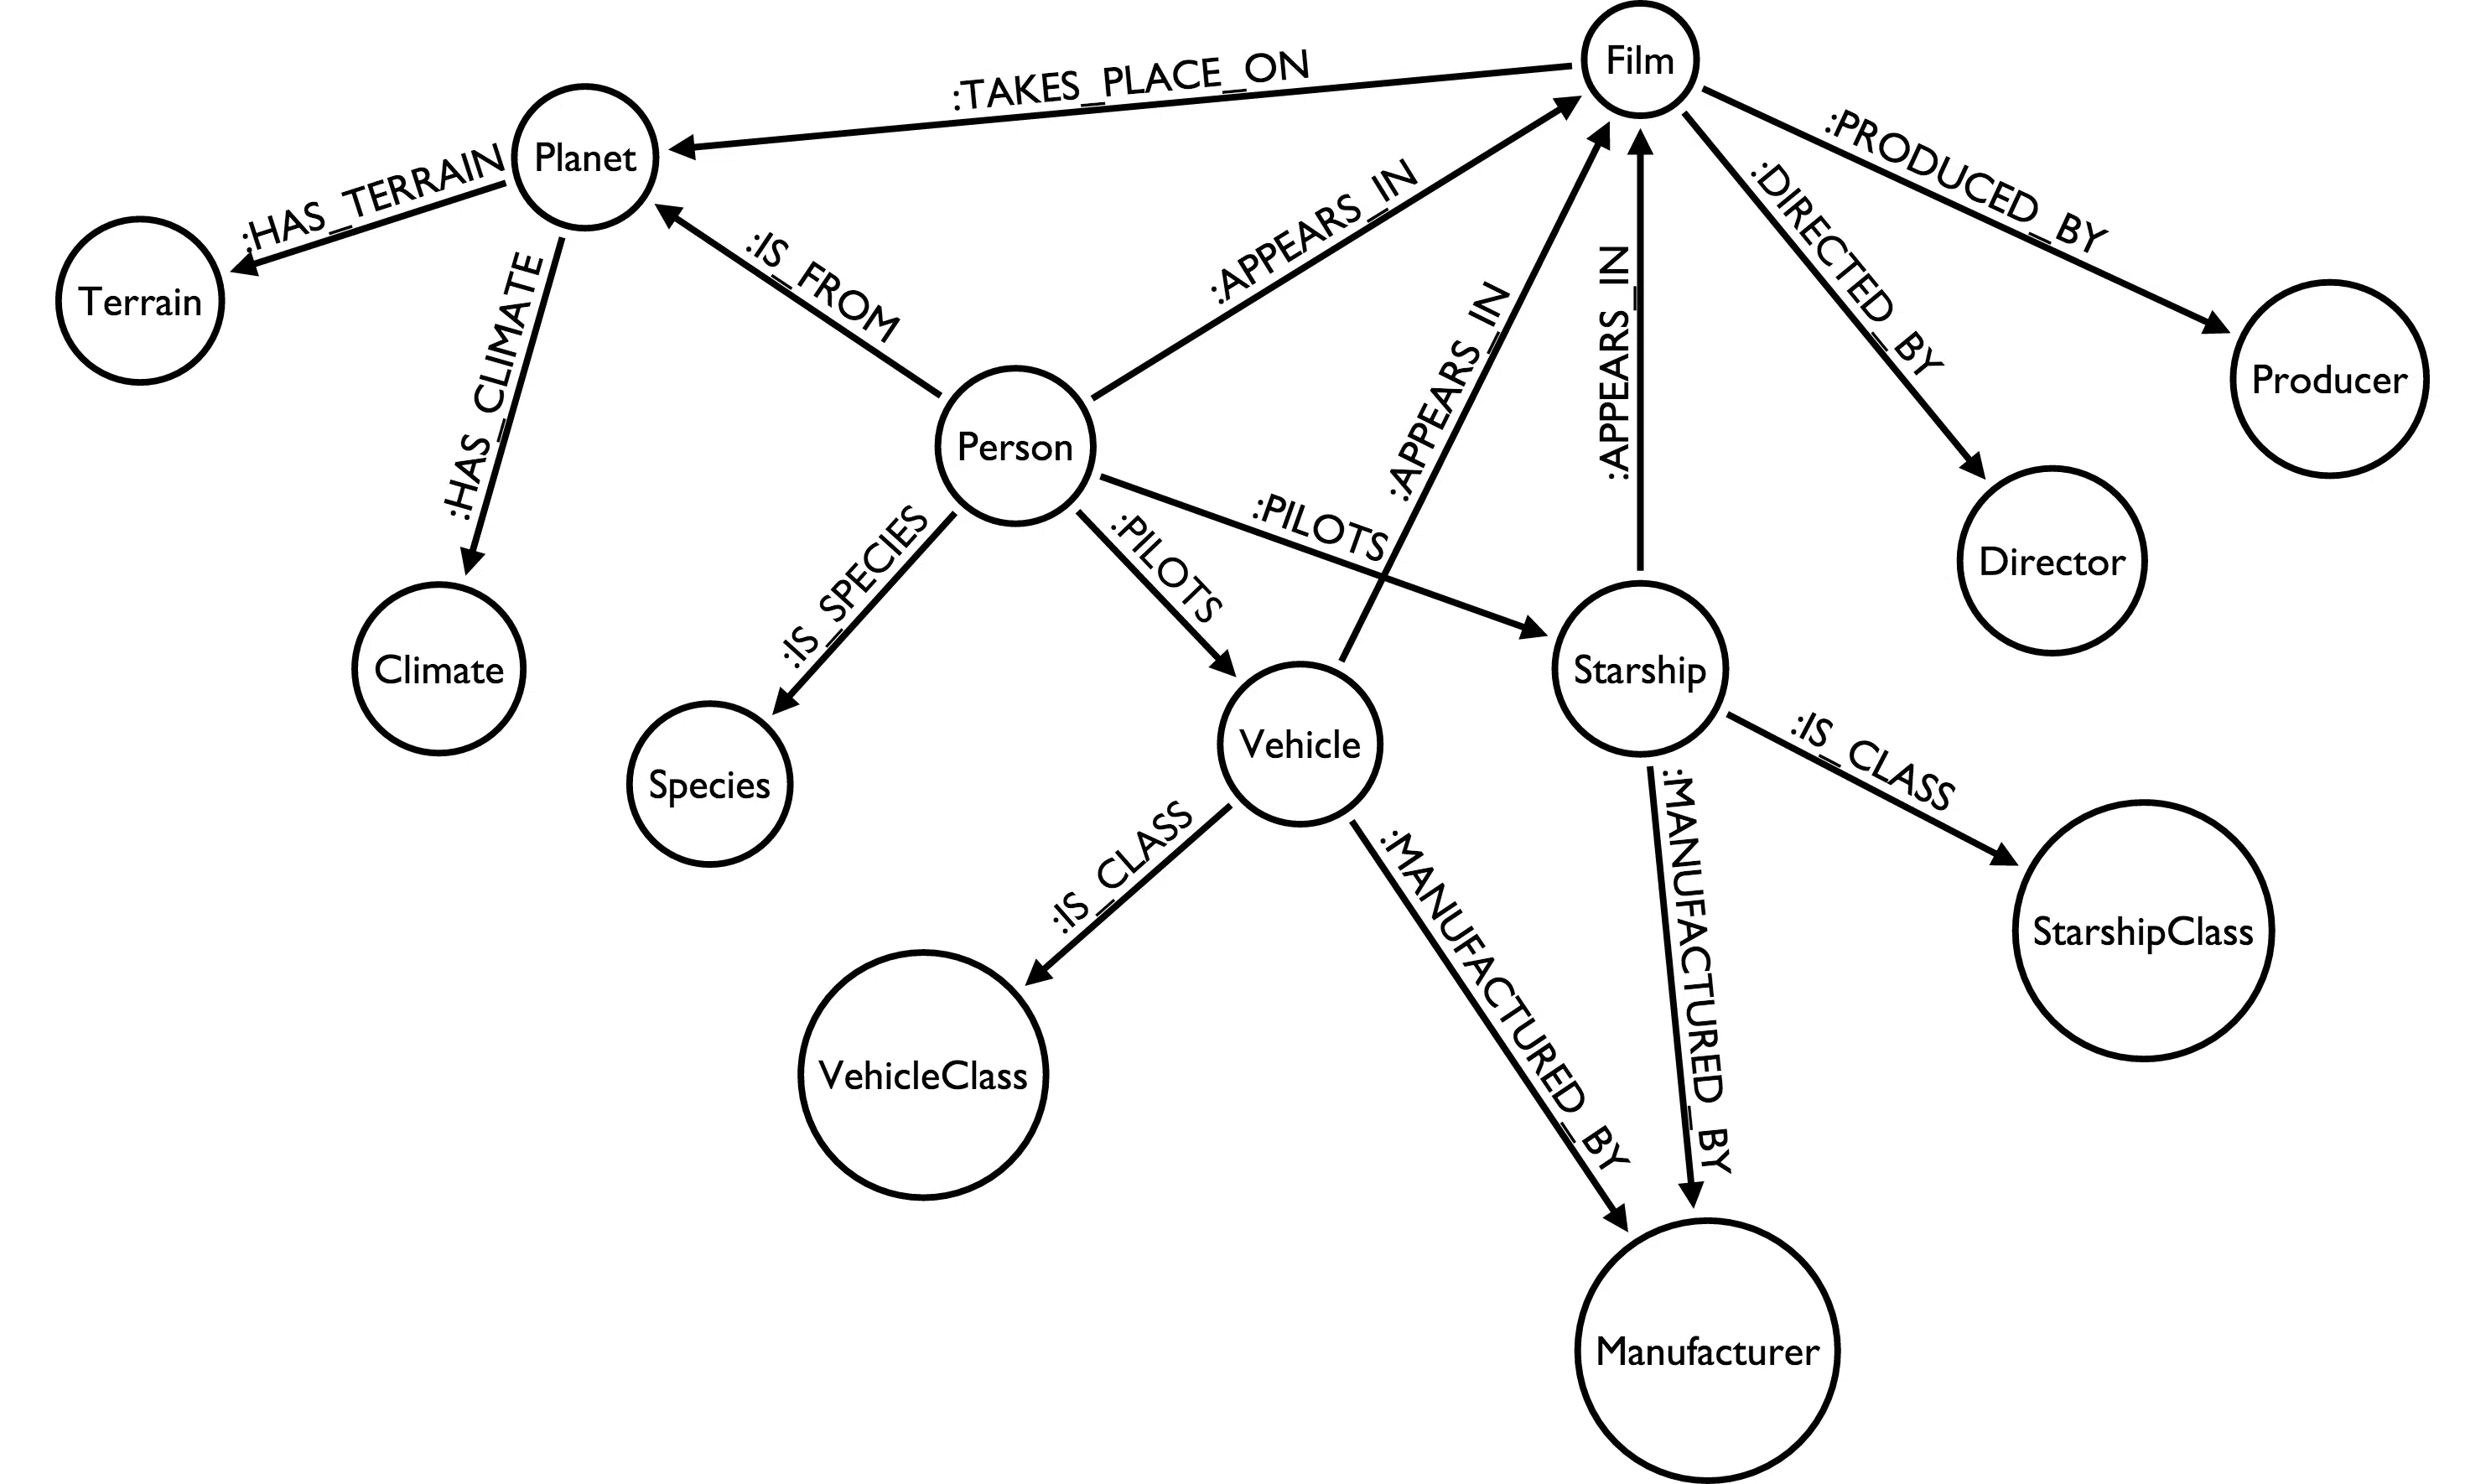 Film
:TAKES_PLACE_ON
Planet
:PRODUCED_BY
:HAS_TERRAIN
:APPEARS_IN
:DIRECTED_BY
Terrain
:IS_FROM
:HAS_CLIMATE
:APPEARS_IN
:APPEARS_IN
Producer
Person
:PILOTS
Director
:IS_SPECIES
:PILOTS
Climate
Starship
Vehicle
Species
:IS_CLASS
:IS_CLASS
:MANUFACTURED_BY
:MANUFACTURED_BY
StarshipClass
VehicleClass
Manufacturer